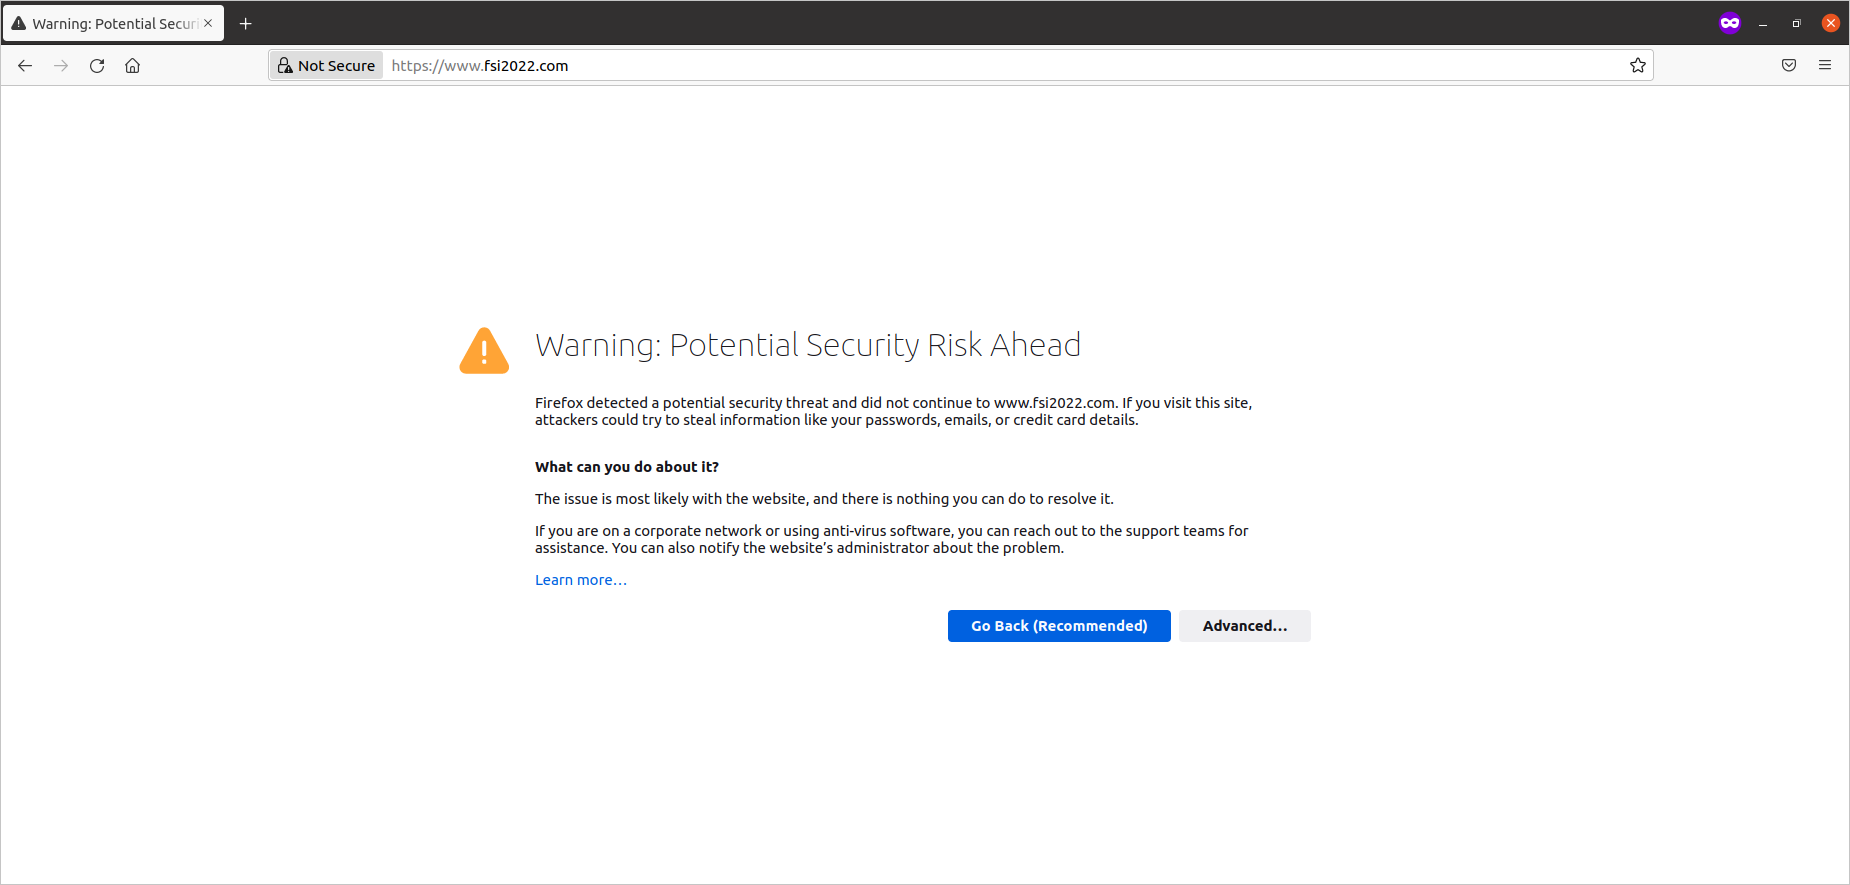 Warning: Potential Securi
Not Secure https://www.fsi2022.com
Warning: Potential Security Risk Ahead
Firefox detected a potential security threat and did not continue to www.fsi2022.com. If you visit this site,
attackers could try to steal information like your passwords, emails, or credit card details.
What can you do about it?
The issue is most likely with the website, and there is nothing you can do to resolve it.
If you are on a corporate network or using anti-virus software, you can reach out to the support teams for
assistance. You can also notify the website’s administrator about the problem.
Learn more…
Go Back (Recommended) Advanced…